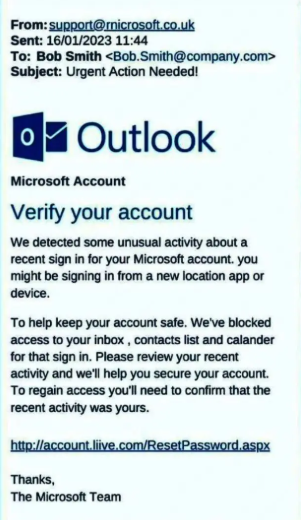 From: support@rnicrosoft.co.uk
Sent: 16/01/2023 11:44
To: Bob Smith <Bob.Smith@company.com>
Subject: Urgent Action Needed!
Outlook
Microsoft Account
Verify your account
We detected some unusual activity about a
recent sign in for your Microsoft account. you
might be signing in from a new location app or
device.
To help keep your account safe. We've blocked
access to your inbox , contacts list and calander
for that sign in. Please review your recent
activity and we'll help you secure your account.
To regain access you'll need to confirm that the
recent activity was yours.
http://account.liive.com/ResetPassword.aspx
Thanks,
The Microsoft Team